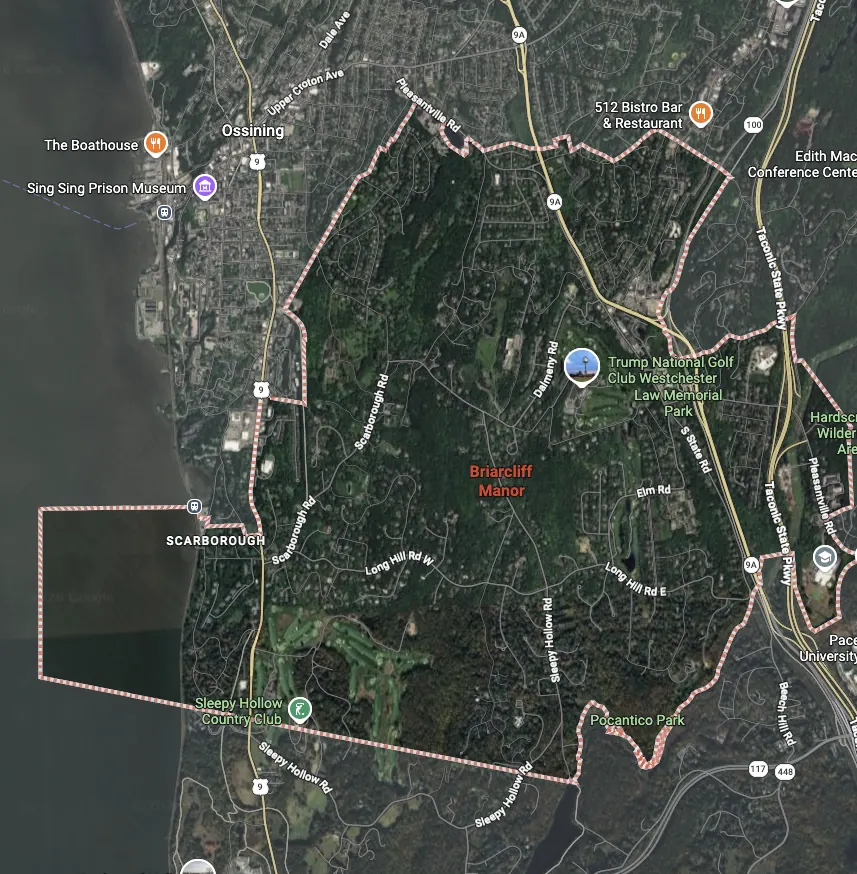 Dale Ave
9A
Taco
Upper Croton Ave
Pleasantville Rd
512 Bistro Bar
& Restaurant
100
Ossining
The Boathouse
9
Edith Mac
Conference Cente
Sing Sing Prison Museum
9A
Taconic State Pkwy
Dalmeny Rd
Trump National Golf
Club Westchester
Law Memorial
Park
9
Scarborough Rd
Hardscr
Wilder
Are
S State Rd
Briarcliff
Manor
Pleasantville Rd
Elm Rd
Taconic State Pkwy
Scarborough Rd
SCARBOROUGH
Long Hill Rd W
Long Hill Rd E
9A
Sleepy Hollow Rd
Pace
University
Sleepy Hollow
Country Club
Pocantico Park
Beech Hill Rd
Sleepy Hollow Rd
Sleepy Hollow Rd
9
117
448